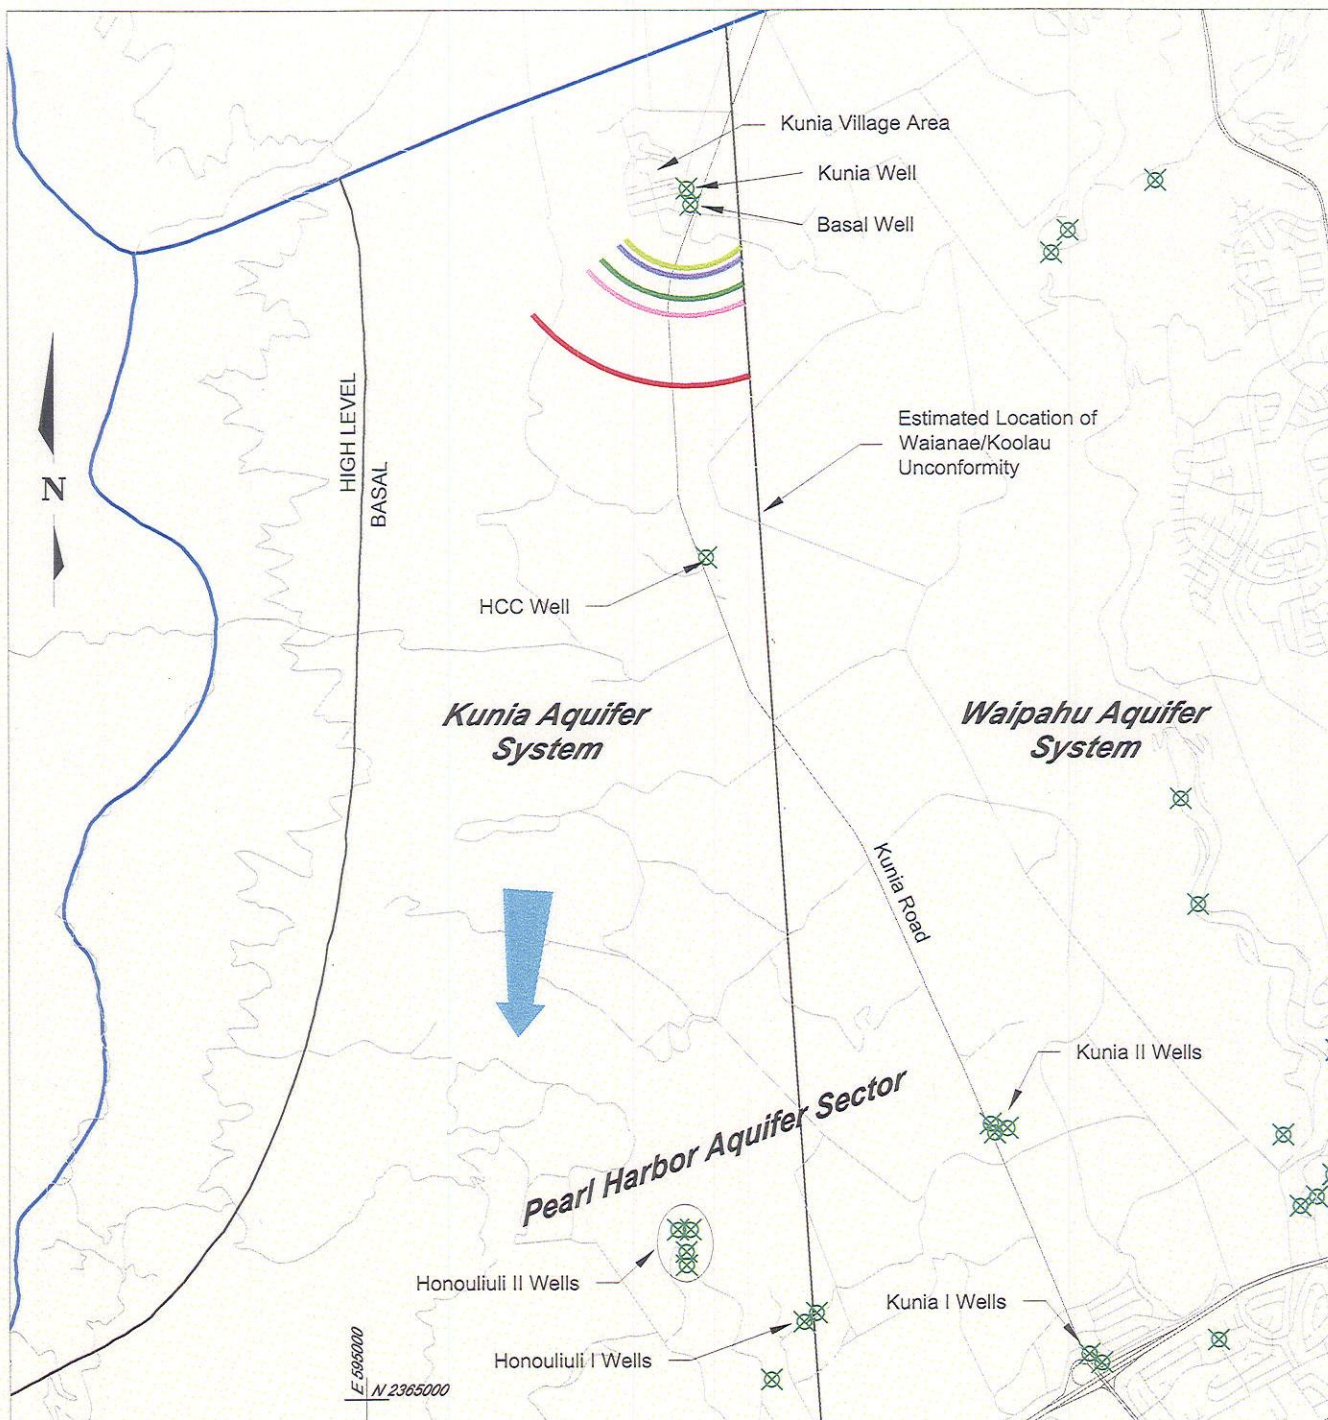 Kunia Village Area
Kunia Well
Basal Well
HIGH LEVEL
BASAL
Estimated Location of
Waianae/Koolau
Unconformity
N
HCC Well
Kunia Aquifer
System
Waipahu Aquifer
System
Kunia Road
Kunia II Wells
Pearl Harbor Aquifer Sector
Honouliuli II Wells
Kunia I Wells
Honouliuli I Wells
E 595000
N 2365000